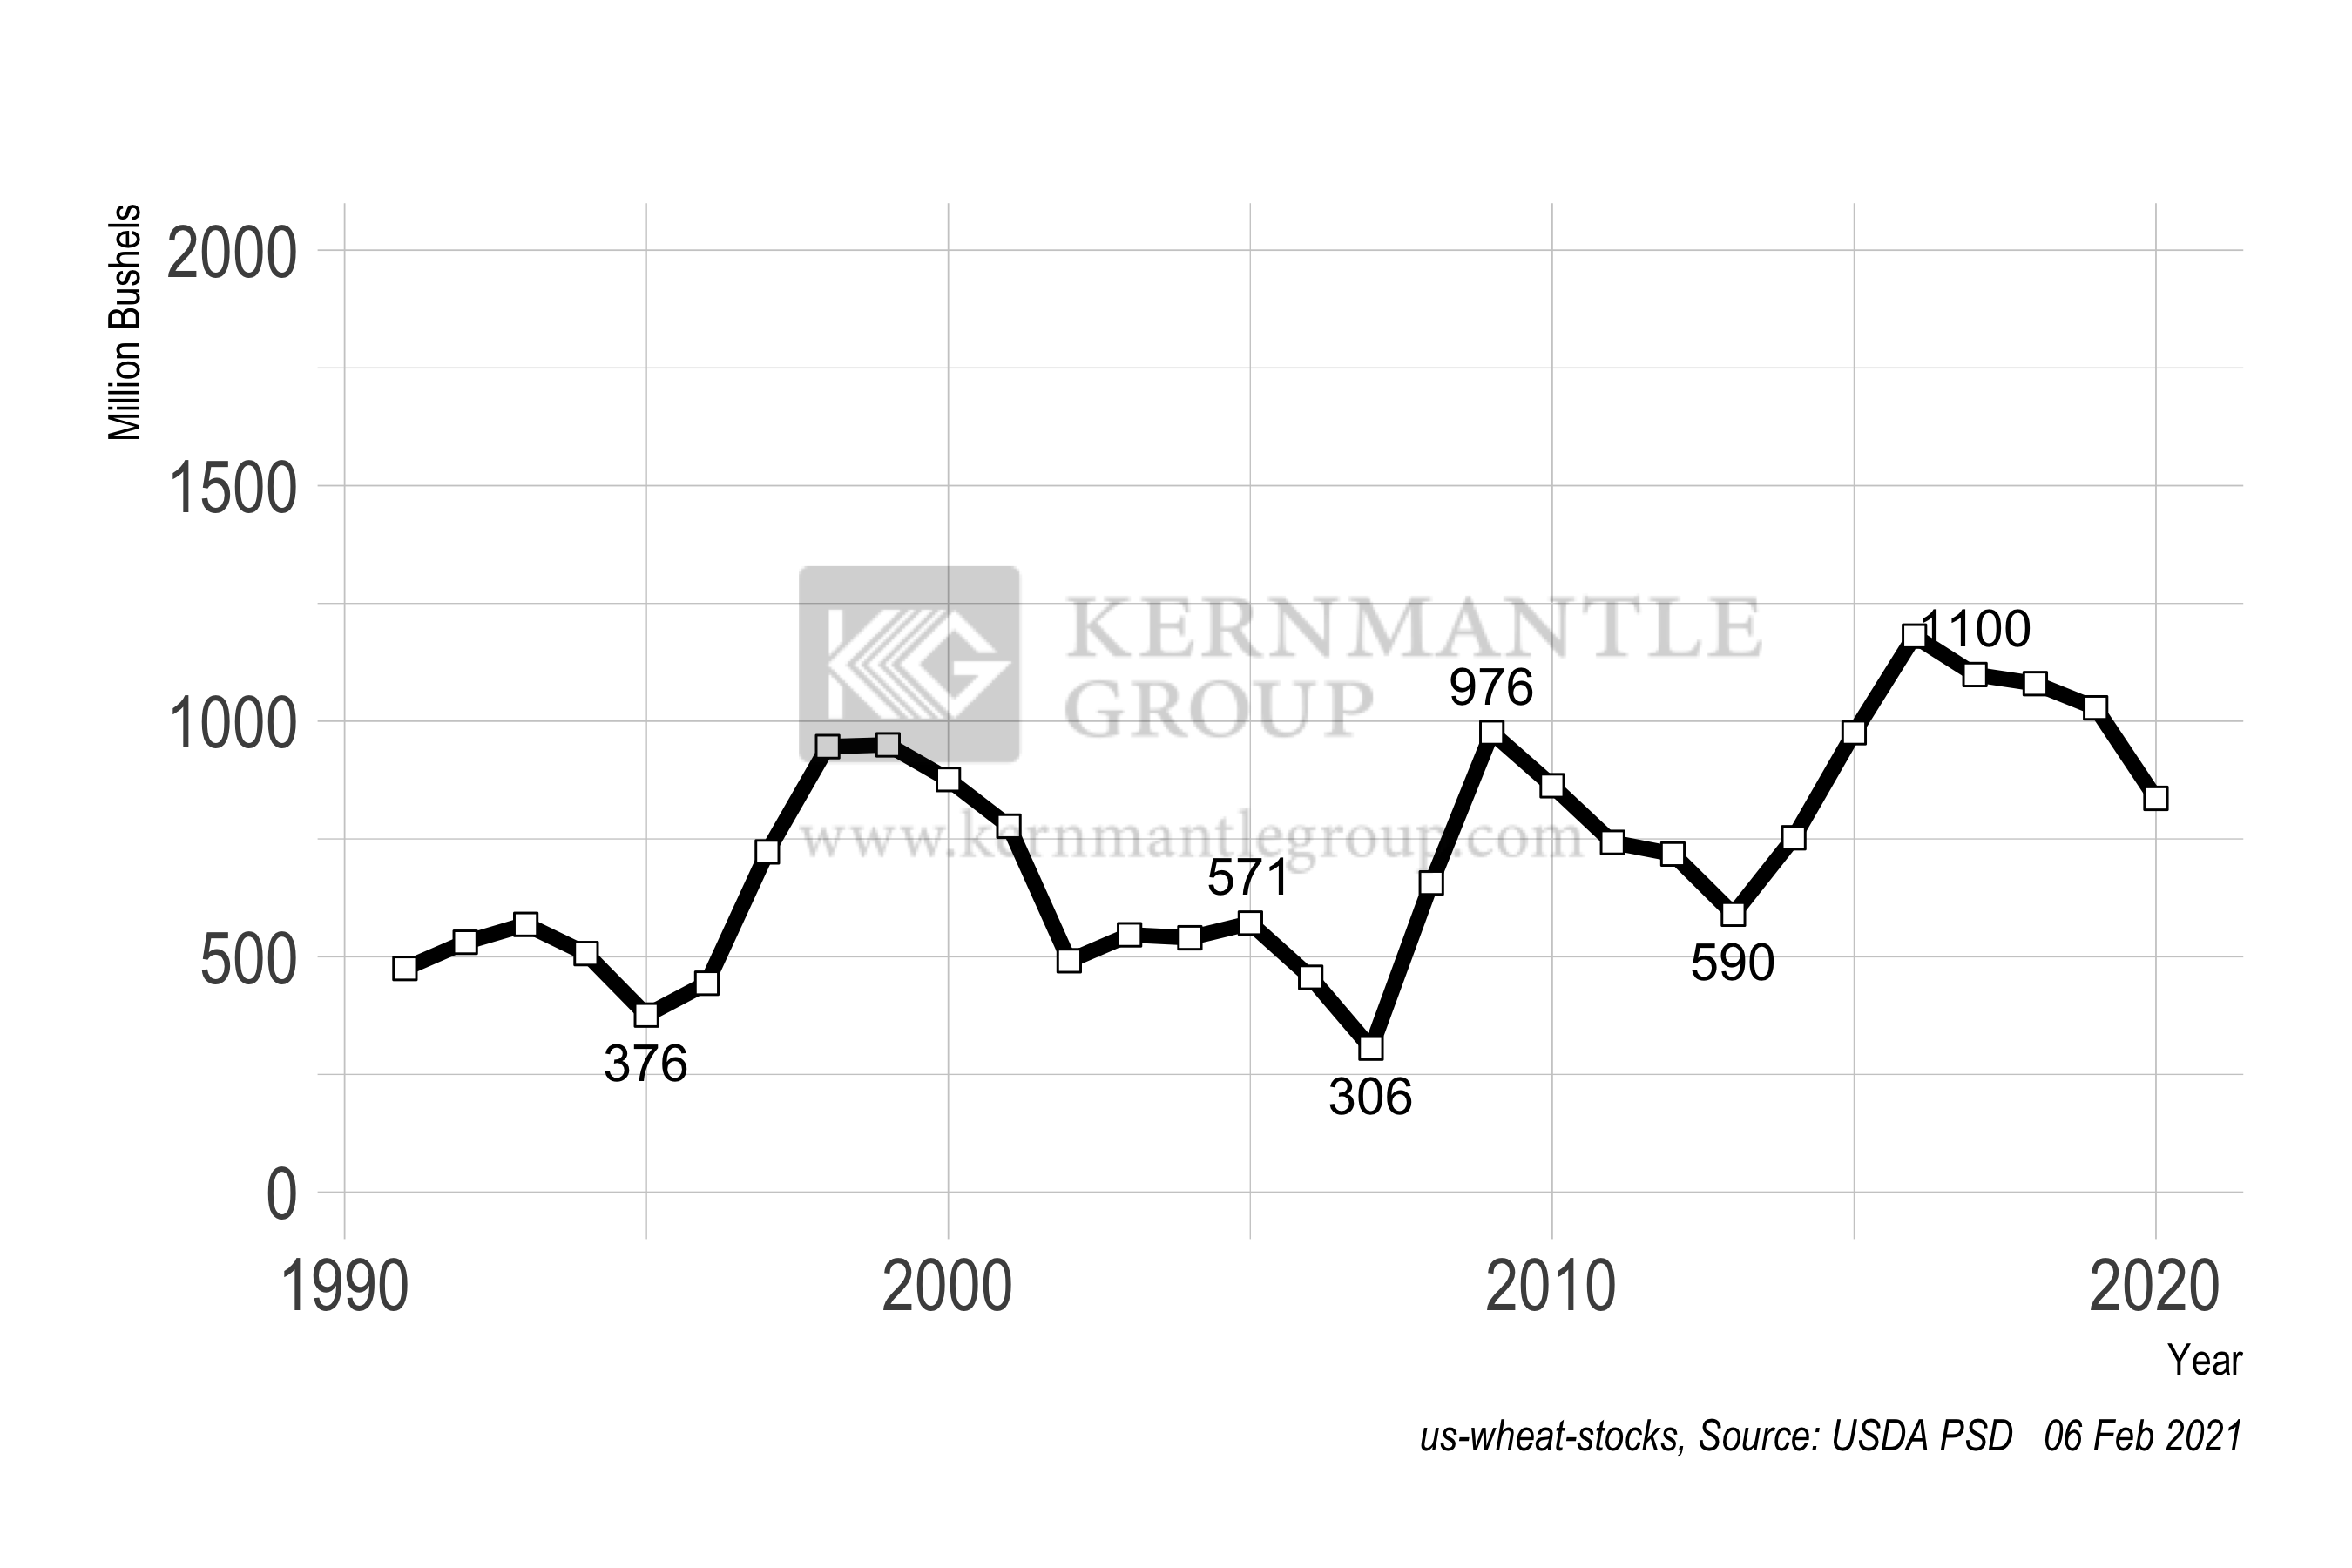 Million Bushels
2000
1500
1000
500
0
KERNMANTLE
GROUP
www.kernmantlegroup.com
376
571
306
976
590
1100
1990 2000 2010 2020
Year
us-wheat-stocks, Source: USDA PSD 06 Feb 2021